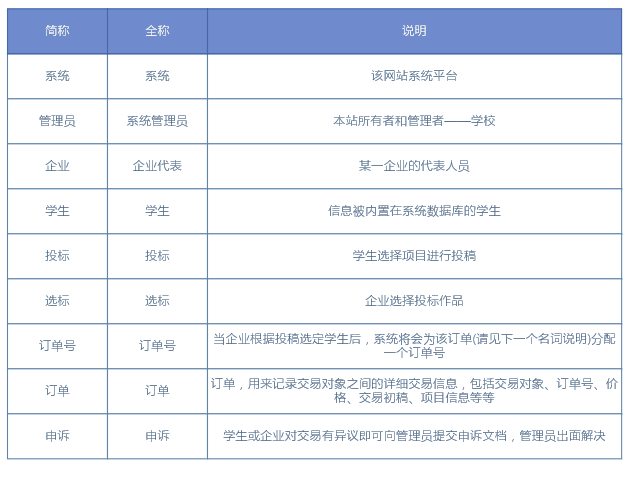 简称 全称 说明
系统 系统 该网站系统平台
管理员 系统管理员 本站所有者和管理者——学校
企业 企业代表 某一企业的代表人员
学生 学生 信息被内置在系统数据库的学生
投标 投标 学生选择项目进行投稿
选标 选标 企业选择投标作品
订单号 订单号 当企业根据投稿选定学生后，系统将会为该订单(请见下一个名词说明)分配
一个订单号
订单 订单 订单，用来记录交易对象之间的详细交易信息，包括交易对象、订单号、价
格、交易初稿、项目信息等等
申诉 申诉 学生或企业对交易有异议即可向管理员提交申诉文档，管理员出面解决